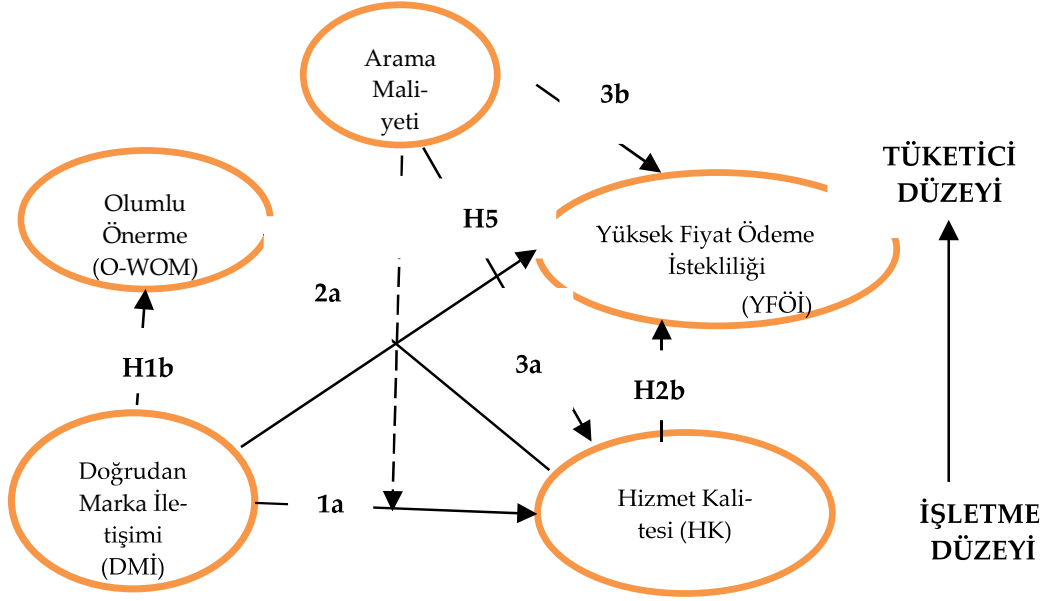 Arama
Mali-
yeti
3b
TÜKETİCİ
DÜZEYİ
Olumlu
Önerme
(O-WOM)
H5
Yüksek Fiyat Ödeme
İstekliliği
(YFÖİ)
2a
H1b
3a
H2b
Doğrudan
Marka İle-
tişimi
(DMİ)
1a
Hizmet Kali-
tesi (HK)
İŞLETME
DÜZEYİ